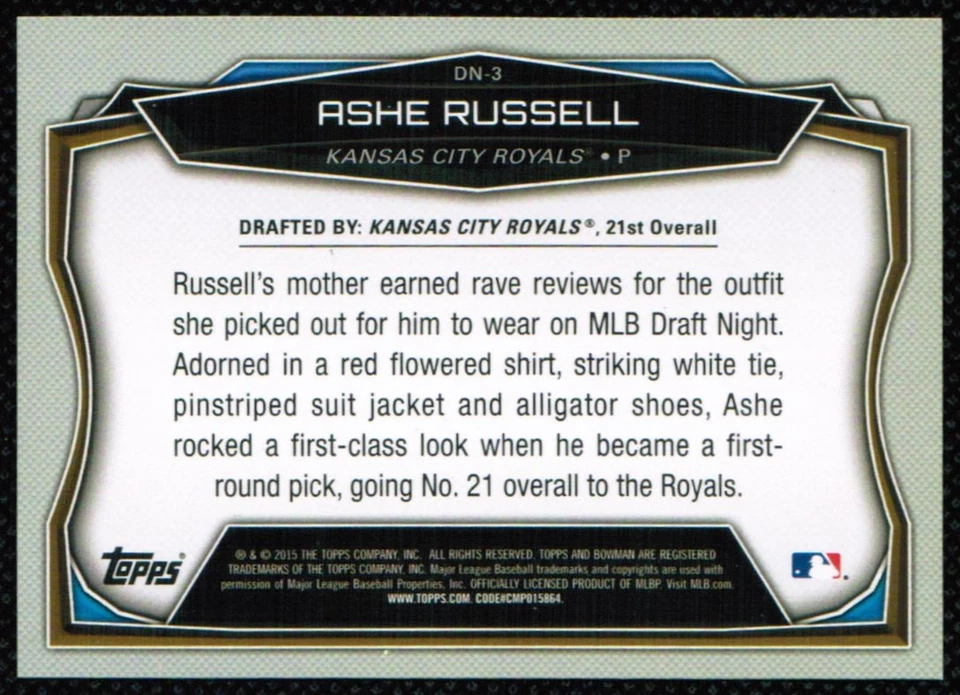 DN-3
ASHE RUSSELL
KANSAS CITY ROYALS® • P
DRAFTED BY: KANSAS CITY ROYALS®, 21st Overall
Russell's mother earned rave reviews for the outfit
she picked out for him to wear on MLB Draft Night.
Adorned in a red flowered shirt, striking white tie,
pinstriped suit jacket and alligator shoes, Ashe
rocked a first-class look when he became a first-
round pick, going No. 21 overall to the Royals.
® & © 2015 THE TOPPS COMPANY, INC. ALL RIGHTS RESERVED. TOPPS AND BOWMAN ARE REGISTERED
TRADEMARKS OF THE TOPPS COMPANY, INC. Major League Baseball trademarks and copyrights are used with
permission of Major League Baseball Properties, Inc. OFFICIALLY LICENSED PRODUCT OF MLBP. Visit MLB.com.
WWW.TOPPS.COM. CODE#CMP015864.
TOPPS®